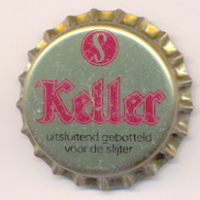 S
Keller
uitsluitend gebotteld
voor de slijter